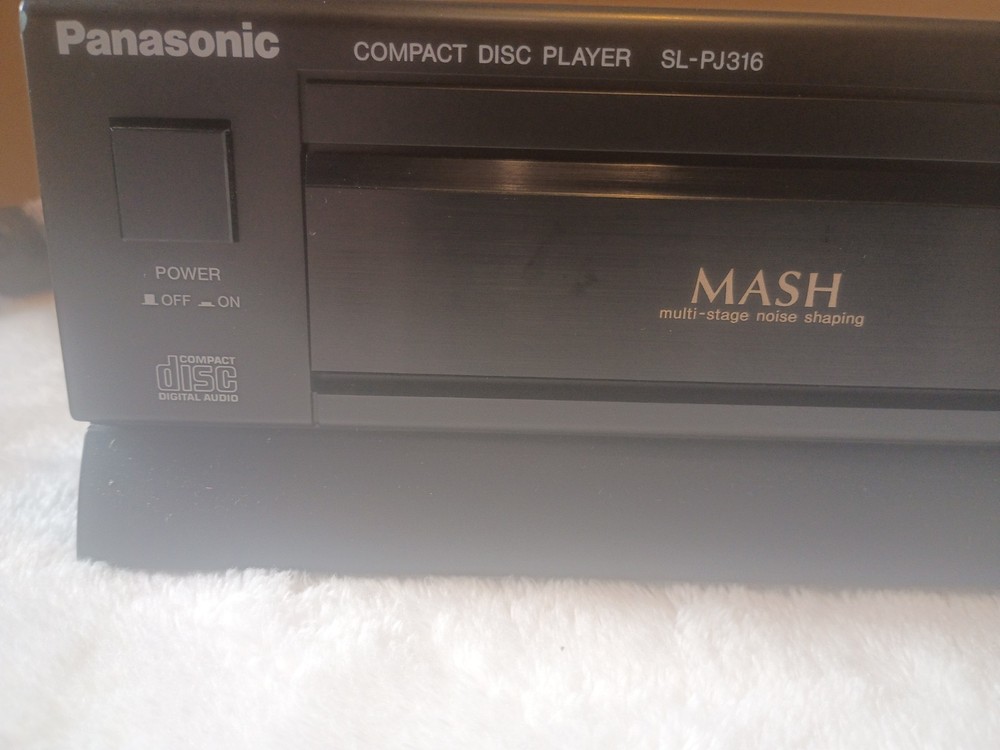 Panasonic
COMPACT DISC PLAYER SL-PJ316
POWER
OFF ON
MASH
multi-stage noise shaping
COMPACT
disc
DIGITAL AUDIO